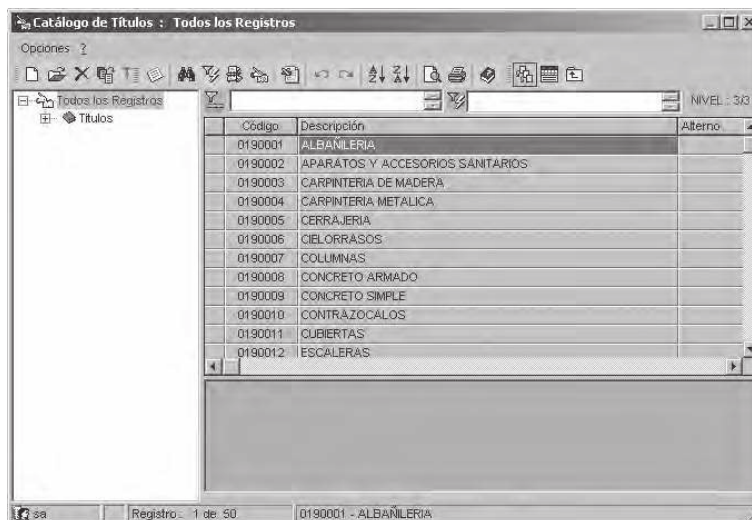 Catálogo de Títulos : Todos los Registros
Opciones ?
Todos los Registros
Títulos
NIVEL : 3/3
Código Descripción Alterno
0190001 ALBAÑILERIA
0190002 APARATOS Y ACCESORIOS SANITARIOS
0190003 CARPINTERIA DE MADERA
0190004 CARPINTERIA METALICA
0190005 CERRAJERIA
0190006 CIELORRASOS
0190007 COLUMNAS
0190008 CONCRETO ARMADO
0190009 CONCRETO SIMPLE
0190010 CONTRAZOCALOS
0190011 CUBIERTAS
0190012 ESCALERAS
sa Registro.. 1 de 50 0190001 - ALBAÑILERIA